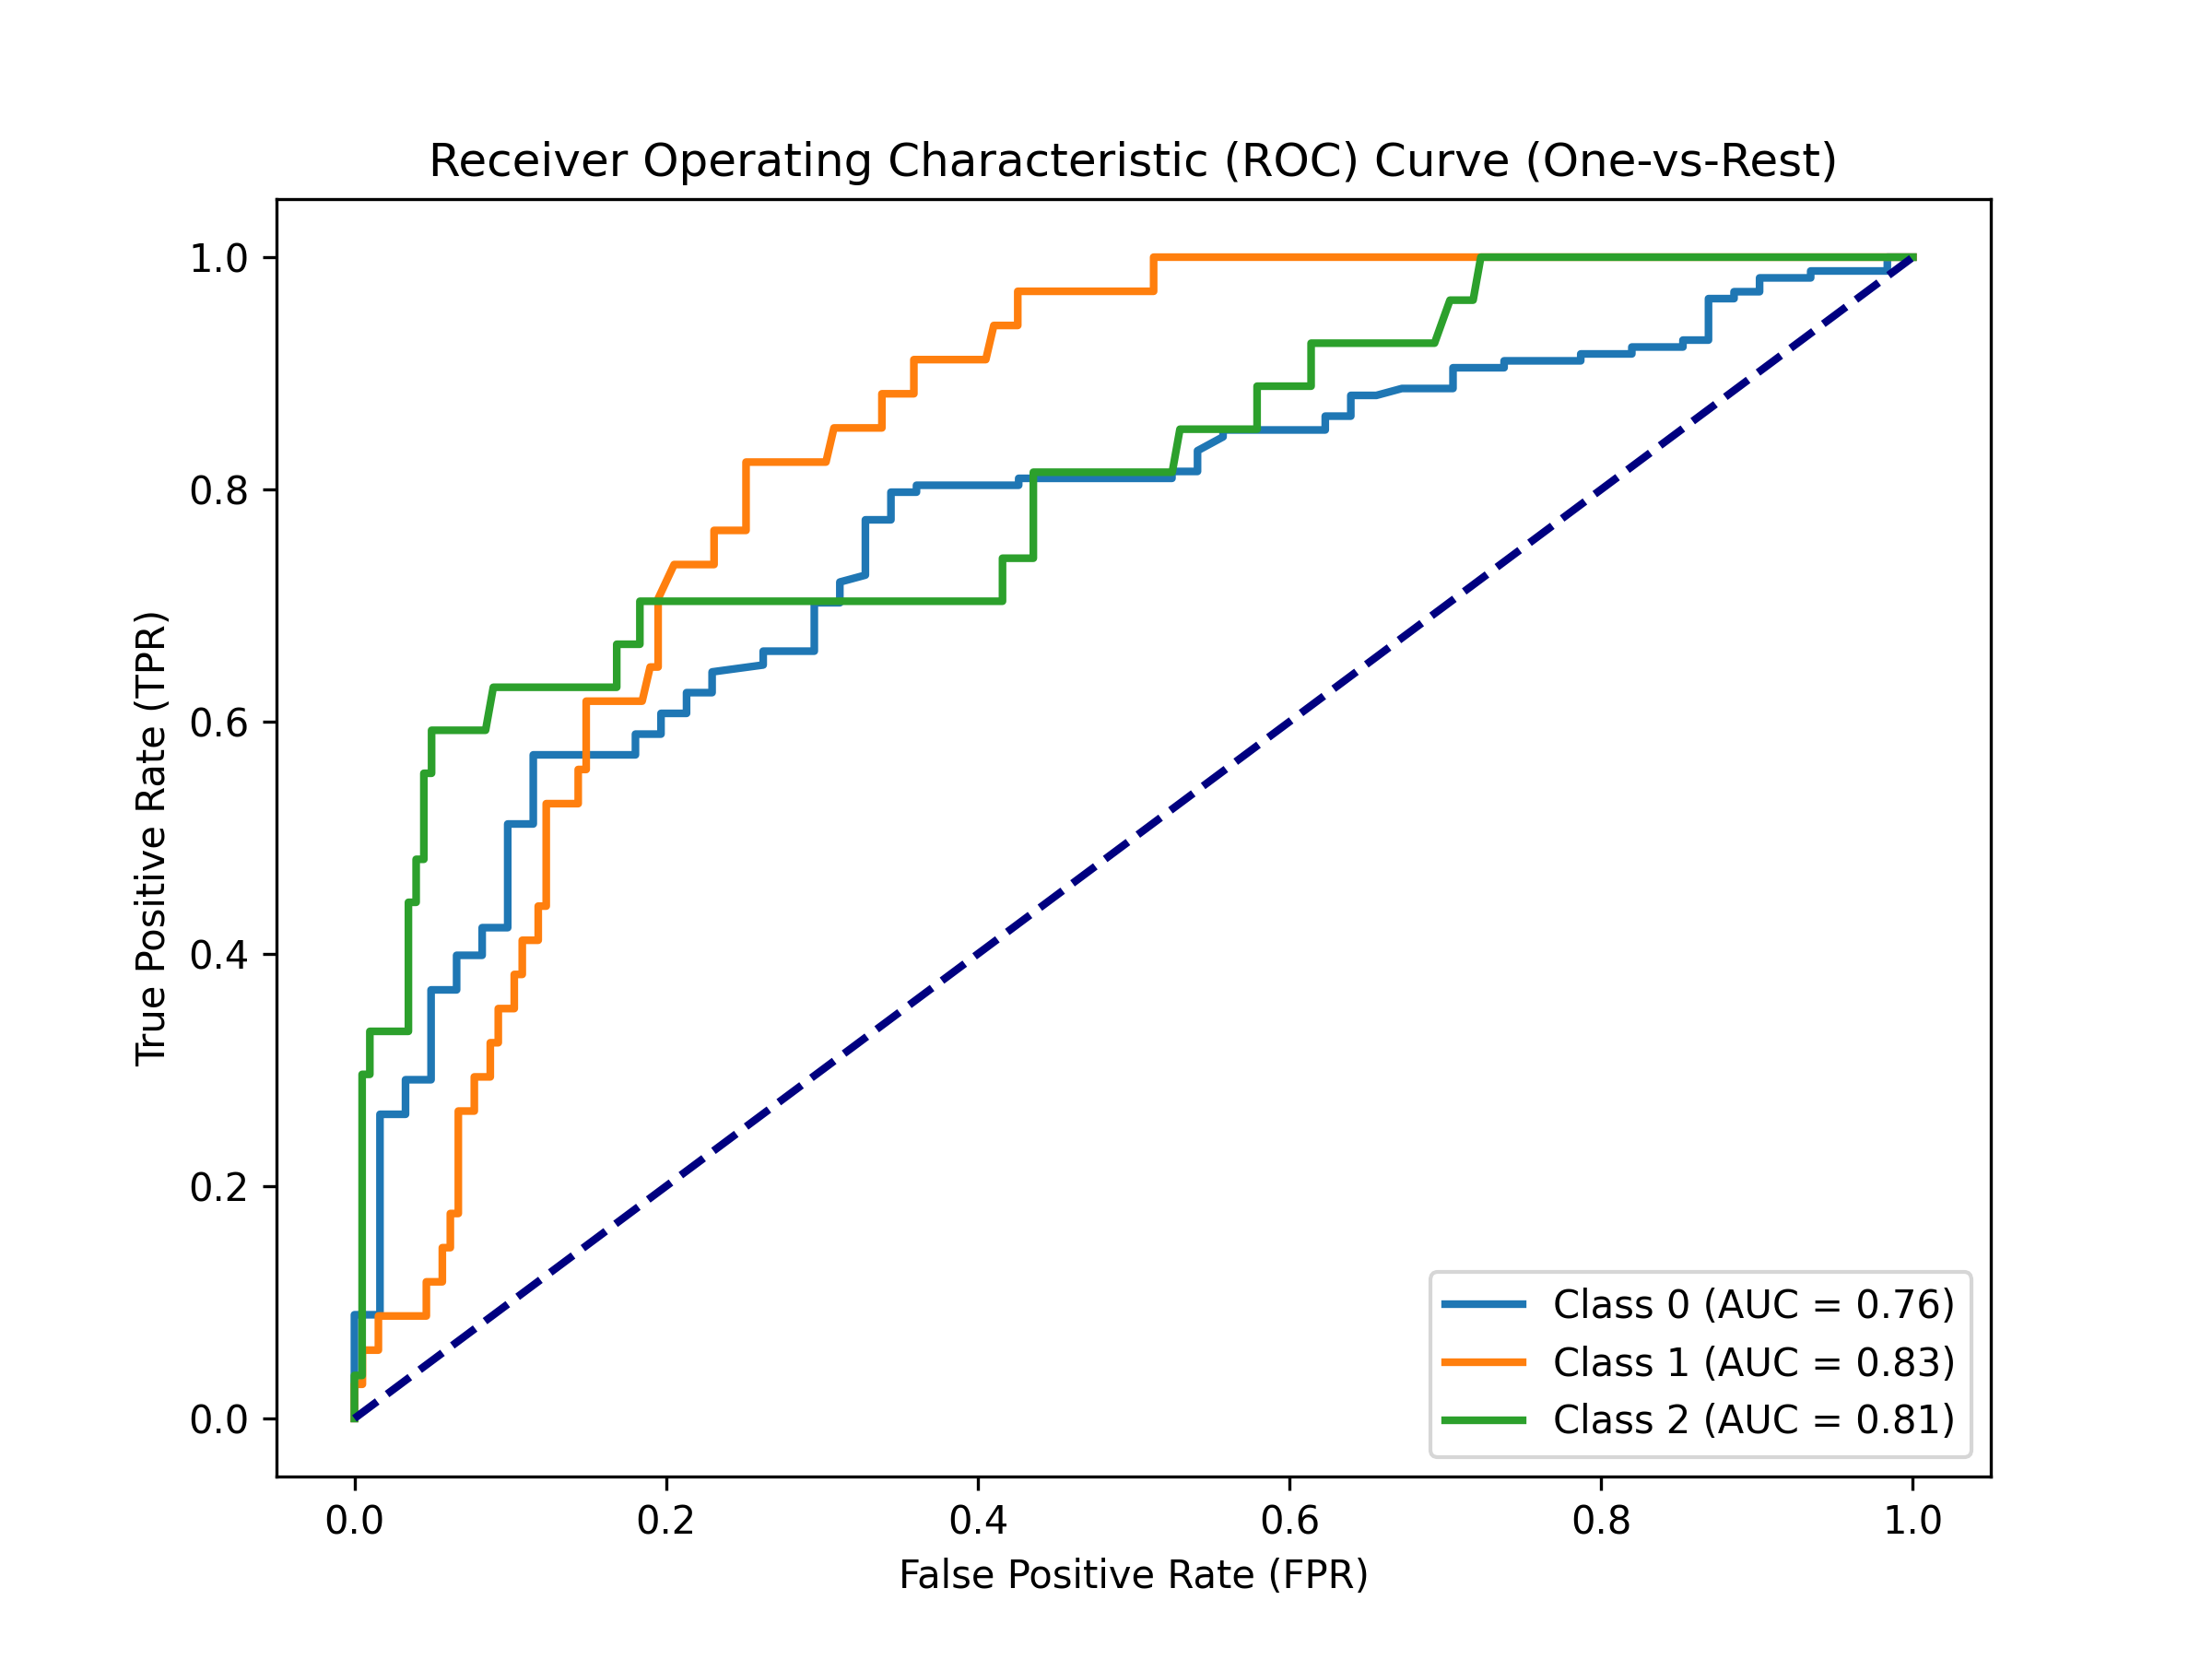 Receiver Operating Characteristic (ROC) Curve (One-vs-Rest)
1.0
0.8
0.6
0.4
0.2
0.0
True Positive Rate (TPR)
Class 0 (AUC = 0.76)
Class 1 (AUC = 0.83)
Class 2 (AUC = 0.81)
0.0 0.2 0.4 0.6 0.8 1.0
False Positive Rate (FPR)